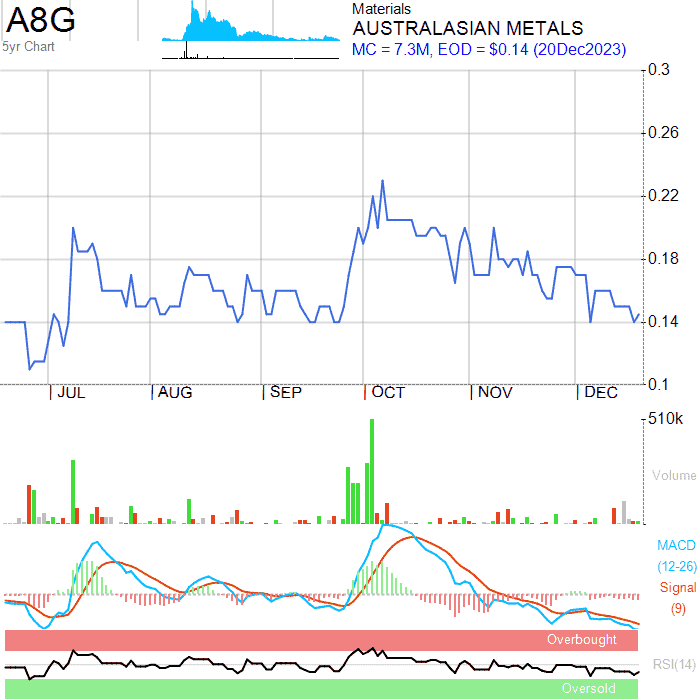 A8G
5yr Chart
Materials
AUSTRALASIAN METALS
MC = 7.3M, EOD = $0.14 (20Dec2023)
0.3
0.26
0.22
0.18
0.14
0.1
JUL AUG SEP OCT NOV DEC
510k
Volume
MACD
(12-26)
Signal
(9)
Overbought
RSI(14)
Oversold